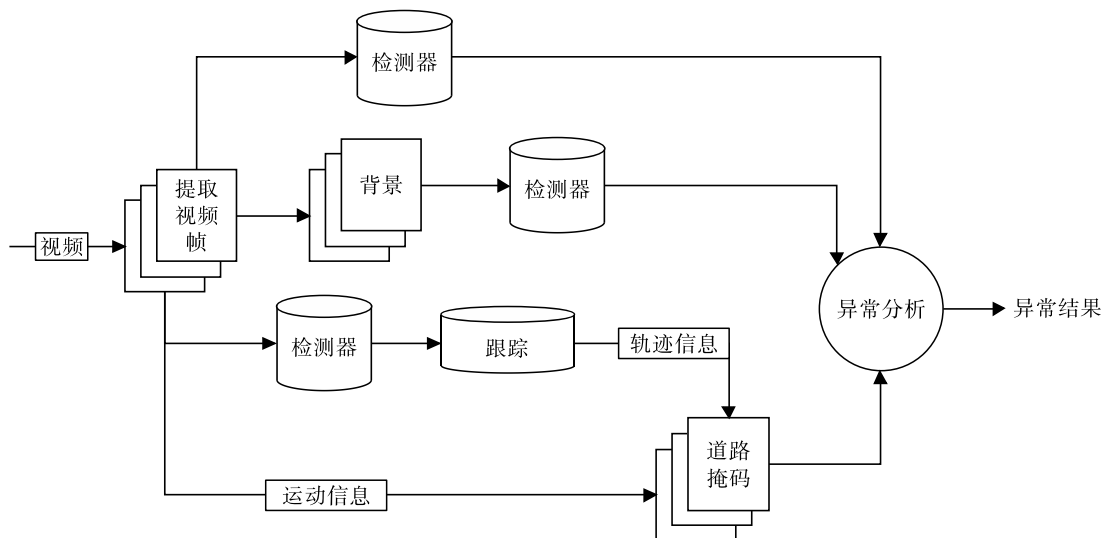 检测器
提取
视频
帧
背景
检测器
视频
异常分析
异常结果
检测器
跟踪
轨迹信息
道路
掩码
运动信息